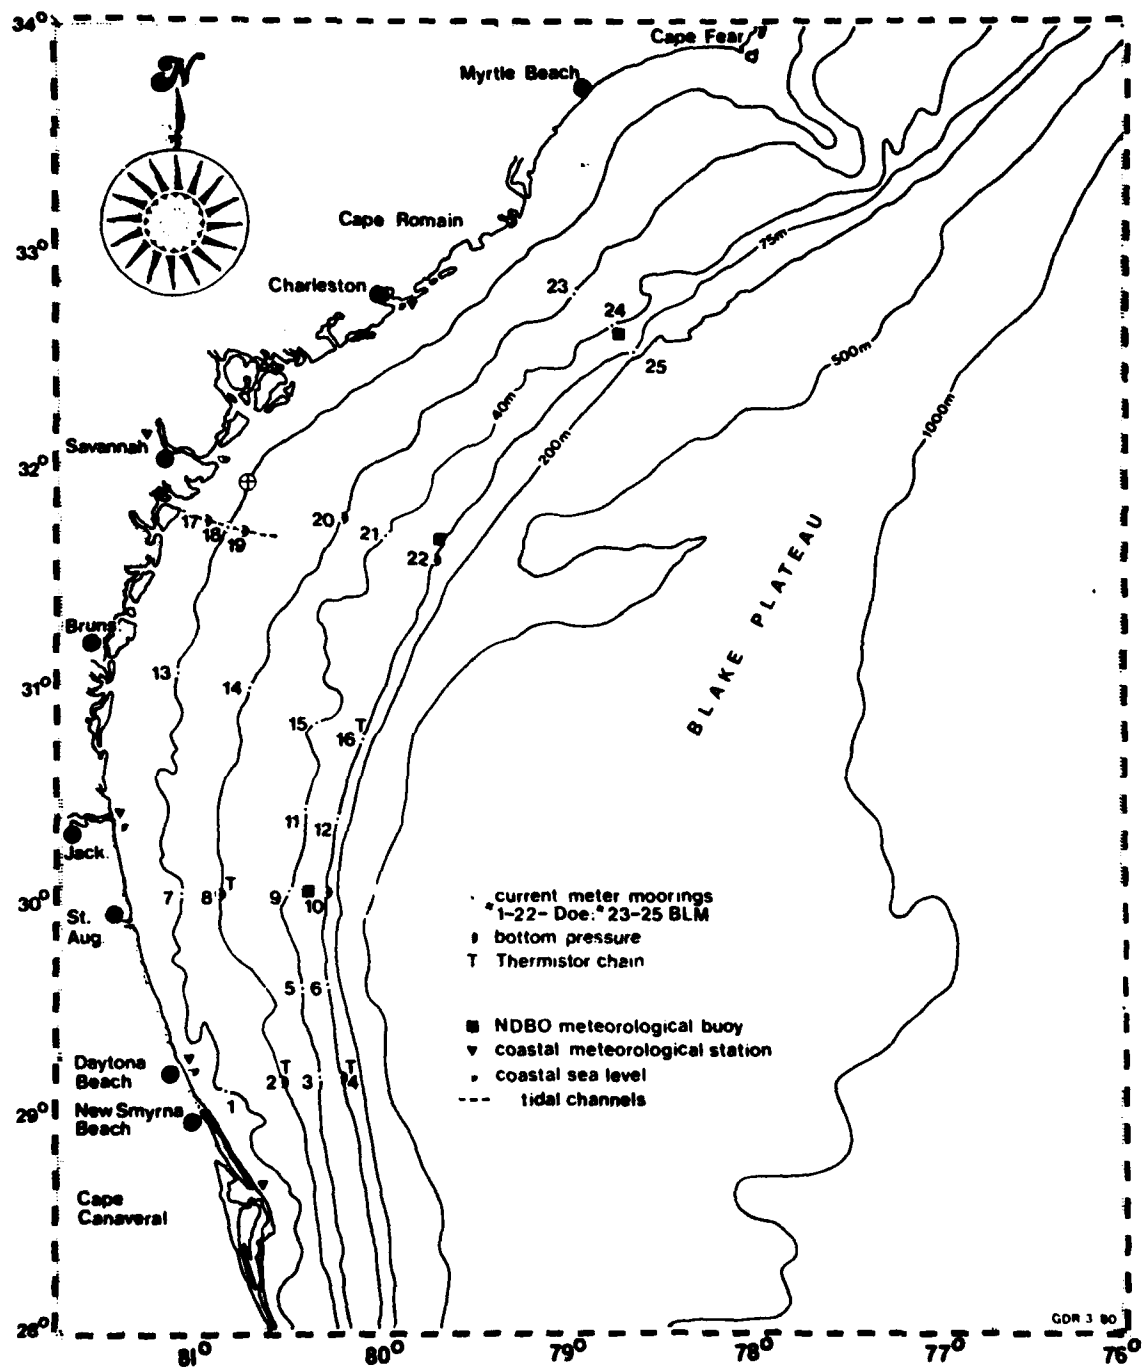 34°
Cape Fear
N
Myrtle Beach
Cape Romain
33°
75m
23
Charleston
24
25
500m
40m
1000m
200m
Savannah
32°
17
18
19
20
21
22
BLAKE PLATEAU
Bruns.
13
31°
14
15
T
16
11
12
Jack.
T
7
8
9
10
30°
St.
Aug.
current meter moorings
*1-22- Doe: *23-25 BLM
bottom pressure
T Thermistor chain
5
6
NDBO meteorological buoy
coastal meteorological station
coastal sea level
tidal channels
Daytona
Beach
T
2
3
T
4
1
29°
New Smyrna
Beach
Cape
Canaveral
GDR 3 80
28°
81°
80°
79°
78°
77°
76°